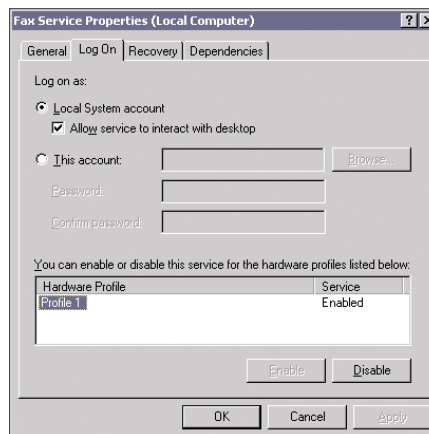 Fax Service Properties (Local Computer)
General Log On Recovery Dependencies
Log on as:
Local System account
Allow service to interact with desktop
This account:
Browse...
Password:
Confirm password:
You can enable or disable this service for the hardware profiles listed below:
Hardware Profile Service
Profile 1 Enabled
Enable Disable
OK Cancel Apply